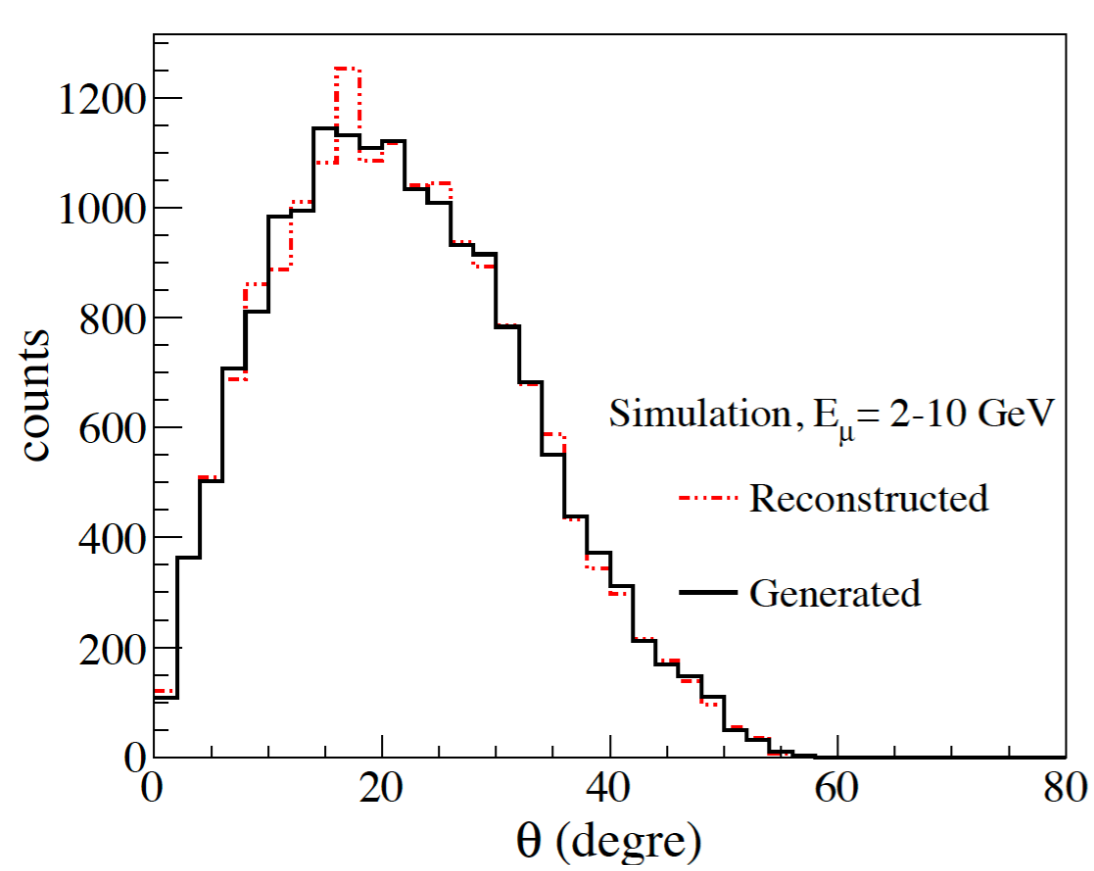 1200
1000
800
600
400
200
0
counts
Simulation, Eμ= 2-10 GeV
Reconstructed
Generated
0 20 40 60 80
θ (degre)